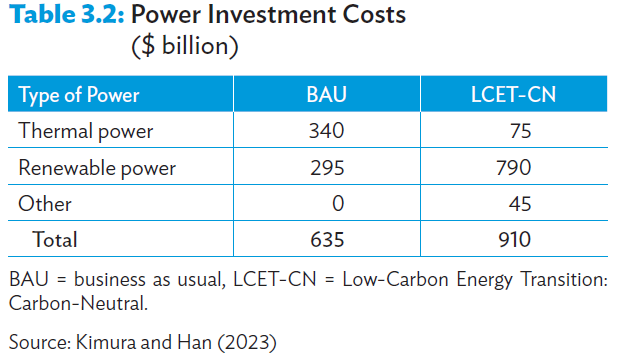 Table 3.2: Power Investment Costs
($ billion)
Type of Power BAU LCET-CN
Thermal power 340 75
Renewable power 295 790
Other 0 45
Total 635 910
BAU = business as usual, LCET-CN = Low-Carbon Energy Transition:
Carbon-Neutral.
Source: Kimura and Han (2023)